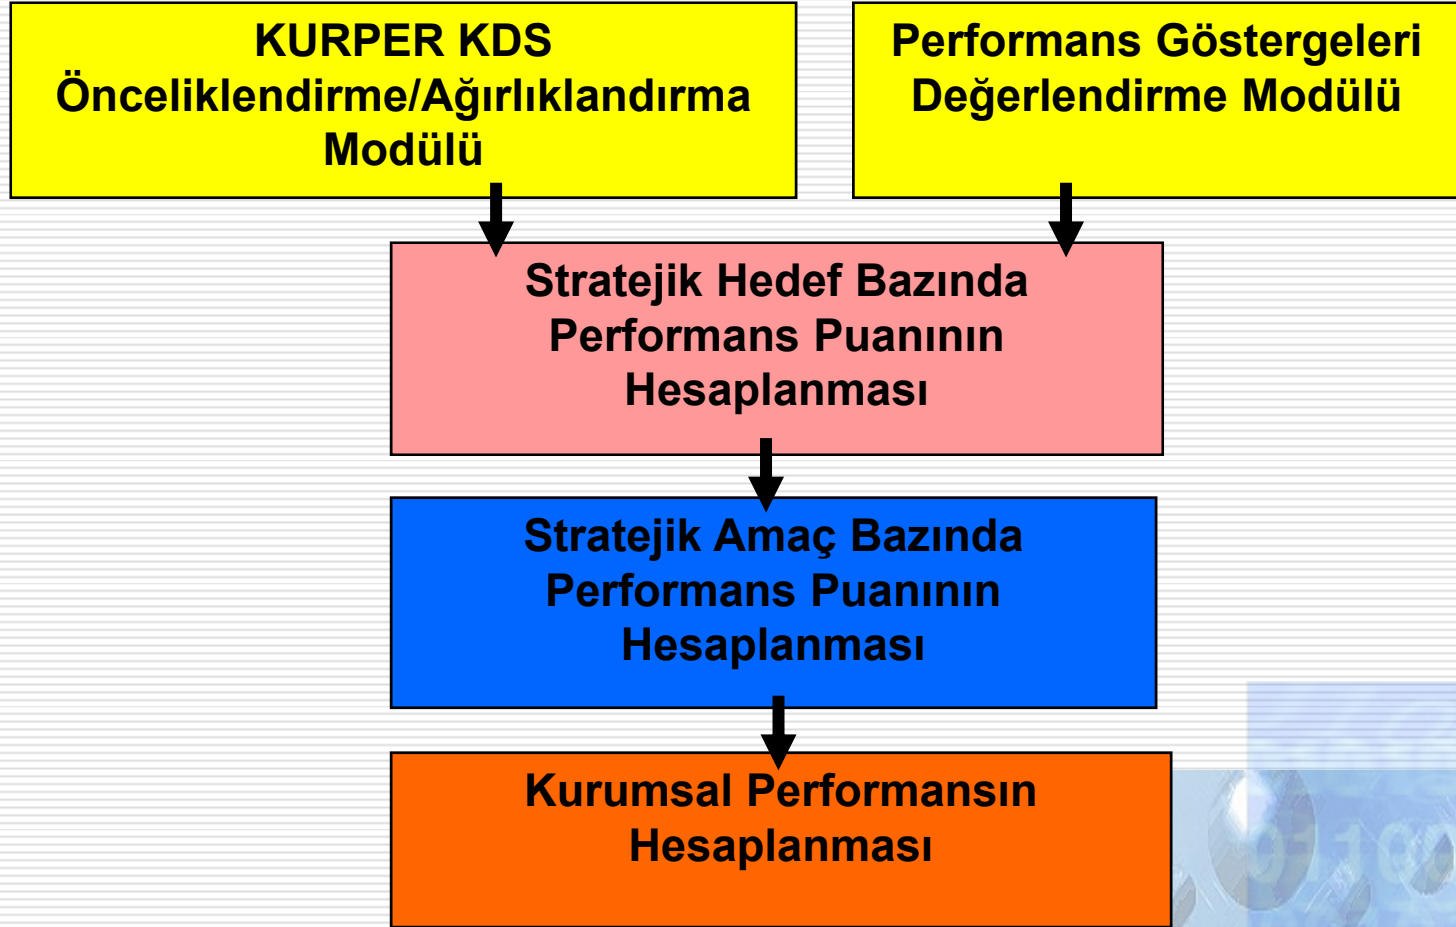 KURPER KDS
Önceliklendirme/Ağırlıklandırma
Modülü
Performans Göstergeleri
Değerlendirme Modülü
Stratejik Hedef Bazında
Performans Puanının
Hesaplanması
Stratejik Amaç Bazında
Performans Puanının
Hesaplanması
Kurumsal Performansın
Hesaplanması